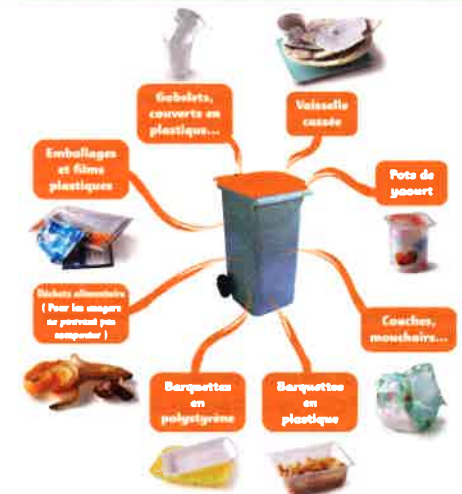 Gobelets,
couverts en
plastique...
Vaisselle
cassée
Emballages
et films
plastiques
Pots de
yaourt
Déchets alimentaire
( Pour les usagers
ne pouvant pas
composter )
Couches,
mouchoirs...
Barquettes
en
polystyrène
Barquettes
en
plastique